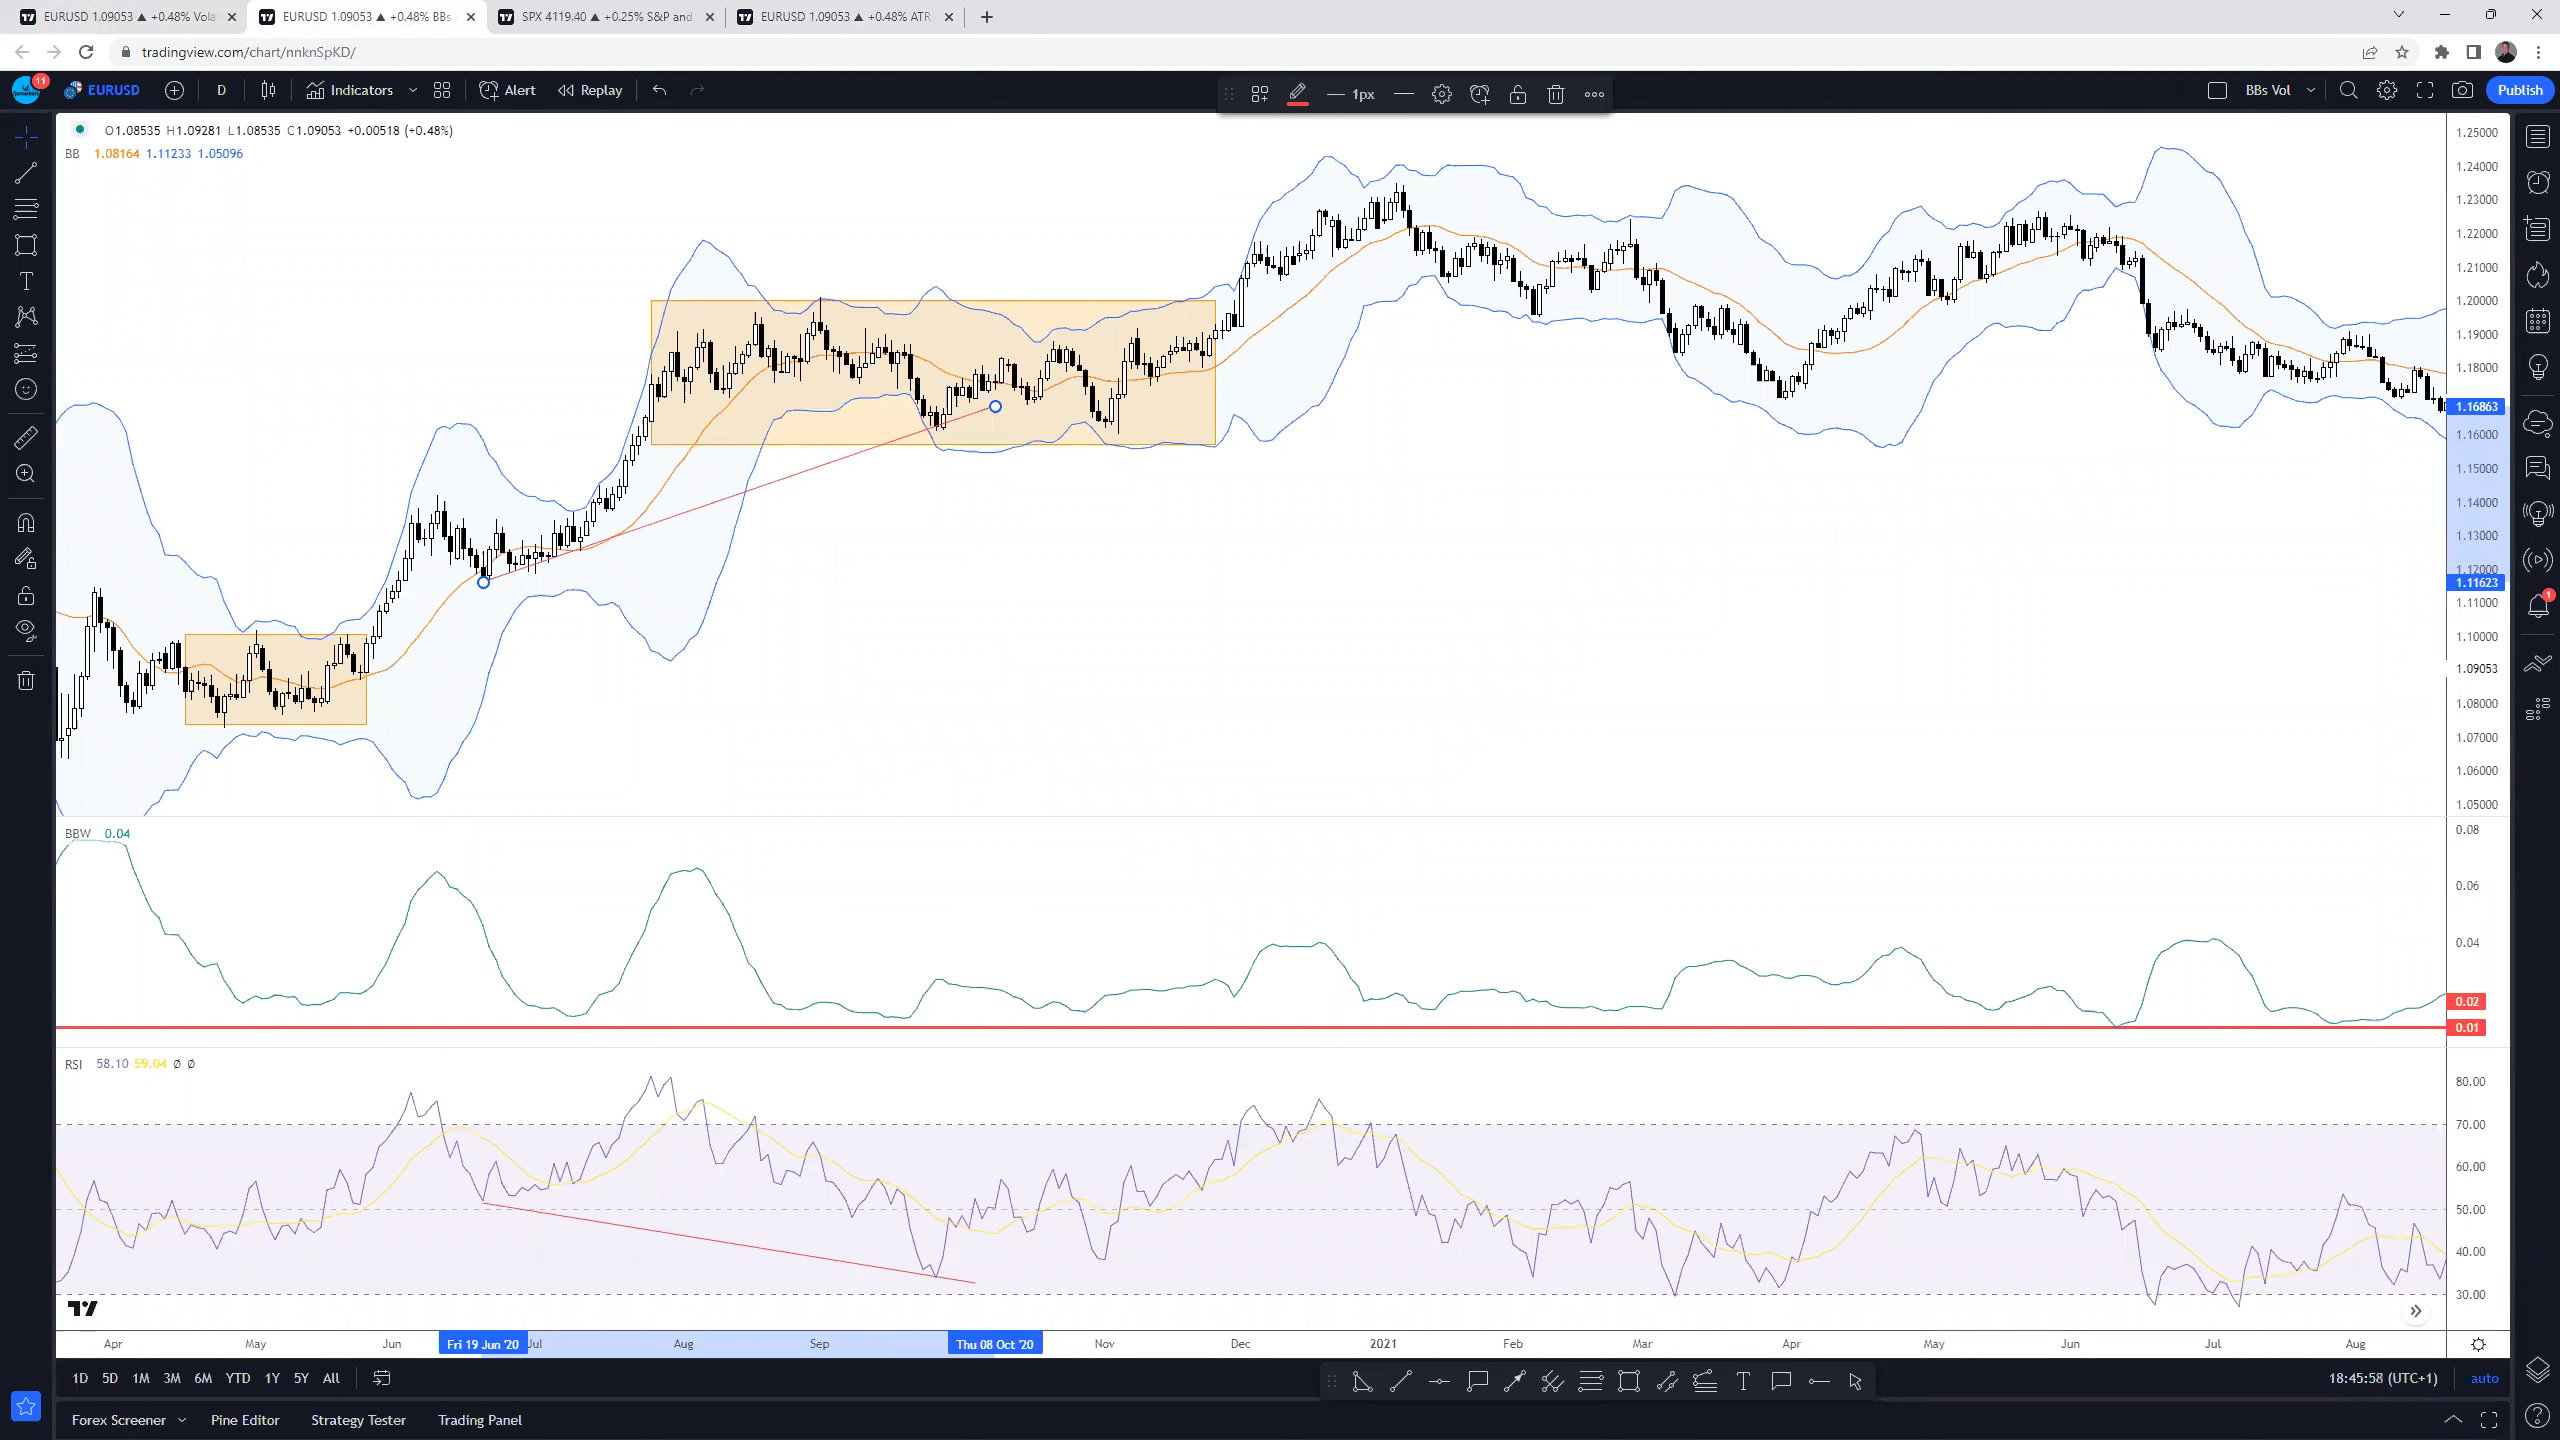 EURUSD 1.09053 ▲ +0.48% Vola
EURUSD 1.09053 ▲ +0.48% BBs
SPX 4119.40 ▲ +0.25% S&P and
EURUSD 1.09053 ▲ +0.48% ATR
tradingview.com/chart/nnknSpKD/
11
EURUSD
D
Indicators
Alert
Replay
1px
BBs Vol
Publish
O1.08535 H1.09281 L1.08535 C1.09053 +0.00518 (+0.48%)
BB 1.08164 1.11233 1.05096
1.25000
1.24000
1.23000
1.22000
1.21000
1.20000
1.19000
1.18000
1.16863
1.16000
1.15000
1.14000
1.13000
1.12000
1.11623
1.11000
1.10000
1.09053
1.08000
1.07000
1.06000
1.05000
1
BBW 0.04
0.08
0.06
0.04
0.02
0.01
RSI 58.10 59.04 ∅ ∅
80.00
70.00
60.00
50.00
40.00
30.00
Apr May Jun Fri 19 Jun '20 Jul Aug Sep Thu 08 Oct '20 Nov Dec 2021 Feb Mar Apr May Jun Jul Aug
1D 5D 1M 3M 6M YTD 1Y 5Y All
18:45:58 (UTC+1)
auto
Forex Screener
Pine Editor
Strategy Tester
Trading Panel